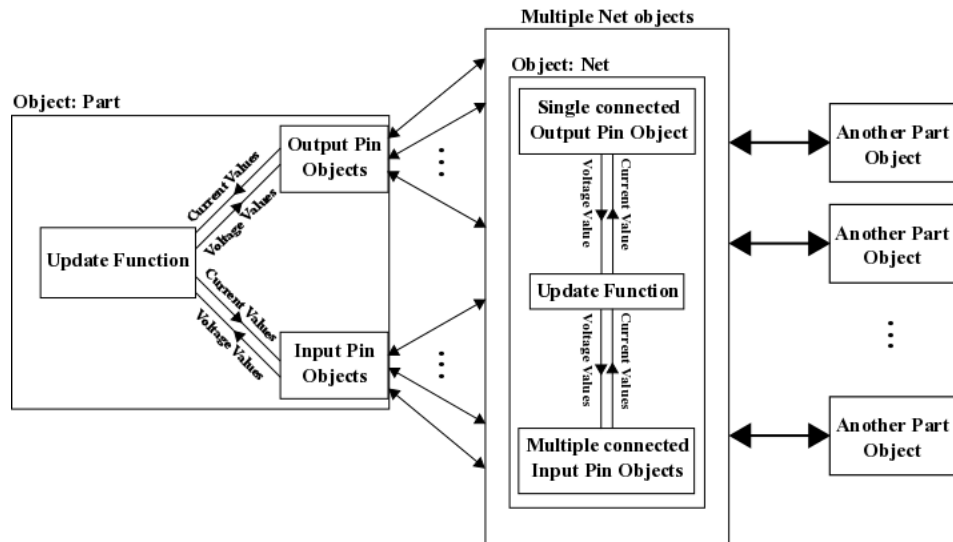 Multiple Net objects
Object: Part
Output Pin
Objects
Current Values
Voltage Values
Update Function
Current Values
Voltage Values
Input Pin
Objects
Object: Net
Single connected
Output Pin Object
Voltage Value
Current Value
Update Function
Voltage Values
Current Values
Multiple connected
Input Pin Objects
Another Part
Object
Another Part
Object
Another Part
Object